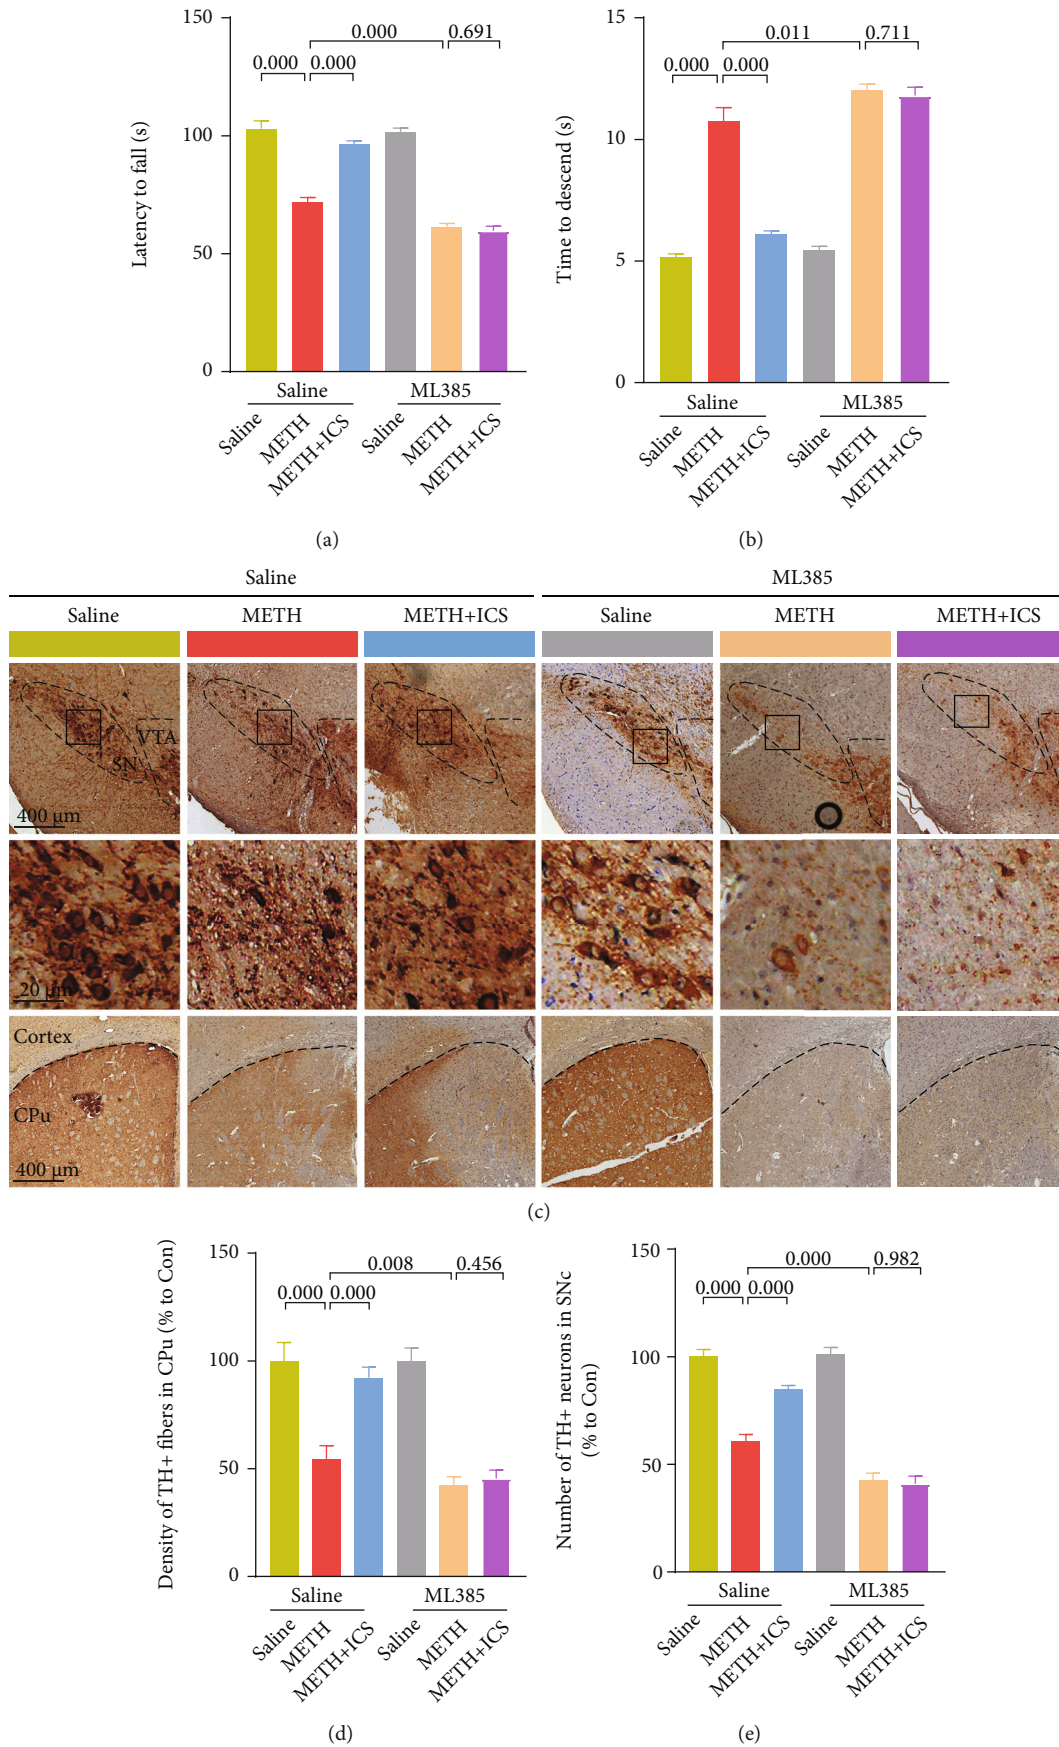 Latency to fall (s)
150
100
50
0
0.000
0.691
0.000 0.000
Saline
ML385
Saline
METH
METH+ICS
Saline
METH
METH+ICS
(a)
Time to descend (s)
15
10
5
0
0.011
0.711
0.000 0.000
Saline
ML385
Saline
METH
METH+ICS
Saline
METH
METH+ICS
(b)
Saline
ML385
Saline
METH
METH+ICS
Saline
METH
METH+ICS
VTA
SN
400 μm
20 μm
Cortex
CPu
400 μm
(c)
Density of TH+ fibers in CPu (% to Con)
150
100
50
0
0.008
0.456
0.000 0.000
Saline
ML385
Saline
METH
METH+ICS
Saline
METH
METH+ICS
(d)
Number of TH+ neurons in SNc
(% to Con)
150
100
50
0
0.000
0.982
0.000 0.000
Saline
ML385
Saline
METH
METH+ICS
Saline
METH
METH+ICS
(e)